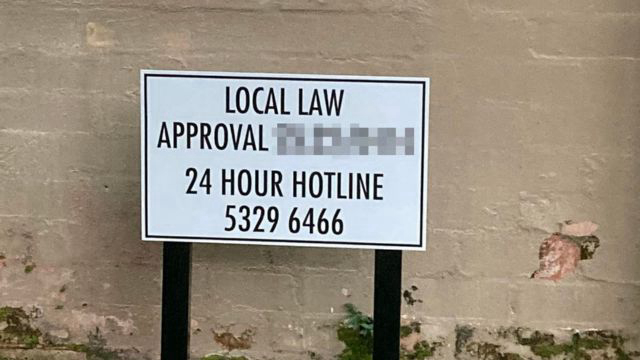 LOCAL LAW
APPROVAL
24 HOUR HOTLINE
5329 6466